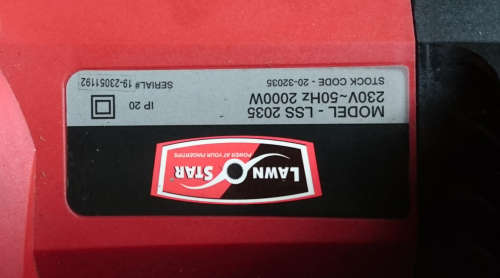 LAWN
STAR
POWER AT YOUR FINGERTIPS
MODEL - LSS 2035
230V~50Hz 2000W
IP 20
STOCK CODE - 20-32035
SERIAL# 19-23051192